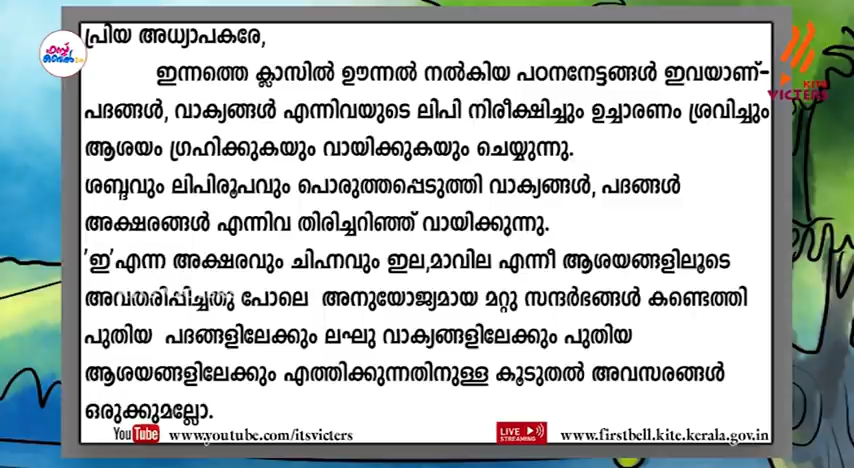 പ്രിയ അധ്യാപകരേ,
ഇന്നത്തെ ക്ലാസിൽ ഊന്നൽ നൽകിയ പഠനനേട്ടങ്ങൾ ഇവയാണ്-
പദങ്ങൾ, വാക്യങ്ങൾ എന്നിവയുടെ ലിപി നിരീക്ഷിച്ചും ഉച്ചാരണം ശ്രവിച്ചും
ആശയം ഗ്രഹിക്കുകയും വായിക്കുകയും ചെയ്യുന്നു.
ശബ്ദവും ലിപിരൂപവും പൊരുത്തപ്പെടുത്തി വാക്യങ്ങൾ, പദങ്ങൾ
അക്ഷരങ്ങൾ എന്നിവ തിരിച്ചറിഞ്ഞ് വായിക്കുന്നു.
'ഇ'എന്ന അക്ഷരവും ചിഹ്നവും ഇല,മാവില എന്നീ ആശയങ്ങളിലൂടെ
അവതരിപ്പിച്ചതു പോലെ അനുയോജ്യമായ മറ്റു സന്ദർഭങ്ങൾ കണ്ടെത്തി
പുതിയ പദങ്ങളിലേക്കും ലഘു വാക്യങ്ങളിലേക്കും പുതിയ
ആശയങ്ങളിലേക്കും എത്തിക്കുന്നതിനുള്ള കൂടുതൽ അവസരങ്ങൾ
ഒരുക്കുമല്ലോ.
YouTube www.youtube.com/itsvicters
LIVE STREAMING www.firstbell.kite.kerala.gov.in
KITE
VICTERS
ഫസ്റ്റ്
ബെൽ